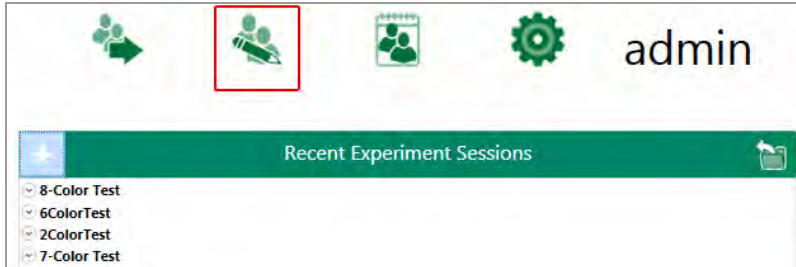 admin
Recent Experiment Sessions
8-Color Test
6ColorTest
2ColorTest
7-Color Test